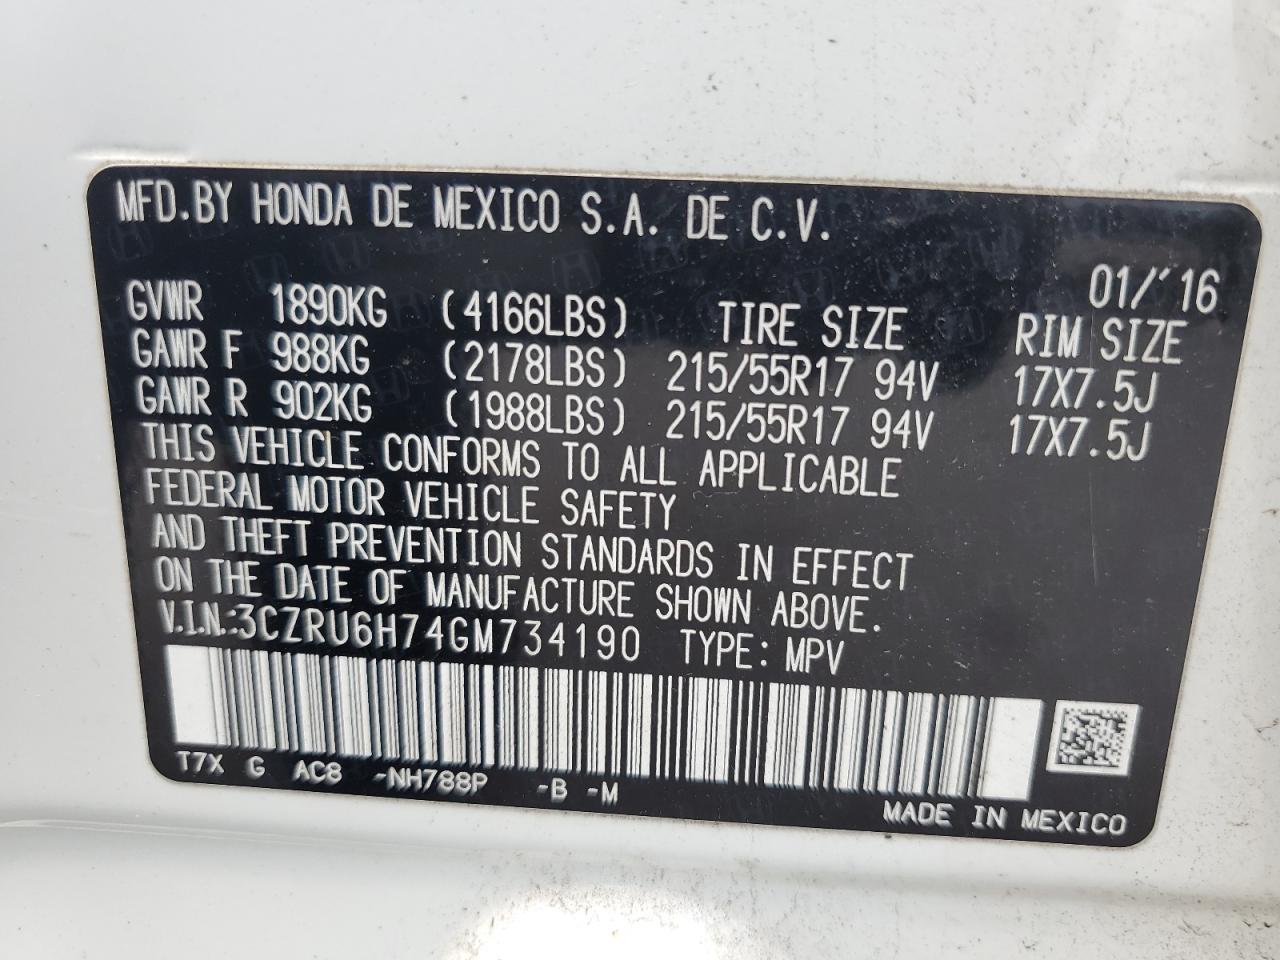 MFD.BY HONDA DE MEXICO S.A. DE C.V.
01/'16
GVWR 1890KG (4166LBS) TIRE SIZE RIM SIZE
GAWR F 988KG (2178LBS) 215/55R17 94V 17X7.5J
GAWR R 902KG (1988LBS) 215/55R17 94V 17X7.5J
THIS VEHICLE CONFORMS TO ALL APPLICABLE
FEDERAL MOTOR VEHICLE SAFETY
AND THEFT PREVENTION STANDARDS IN EFFECT
ON THE DATE OF MANUFACTURE SHOWN ABOVE.
V.I.N.:3CZRU6H74GM734190 TYPE: MPV
T7X G AC8 -NH788P -B -M
MADE IN MEXICO